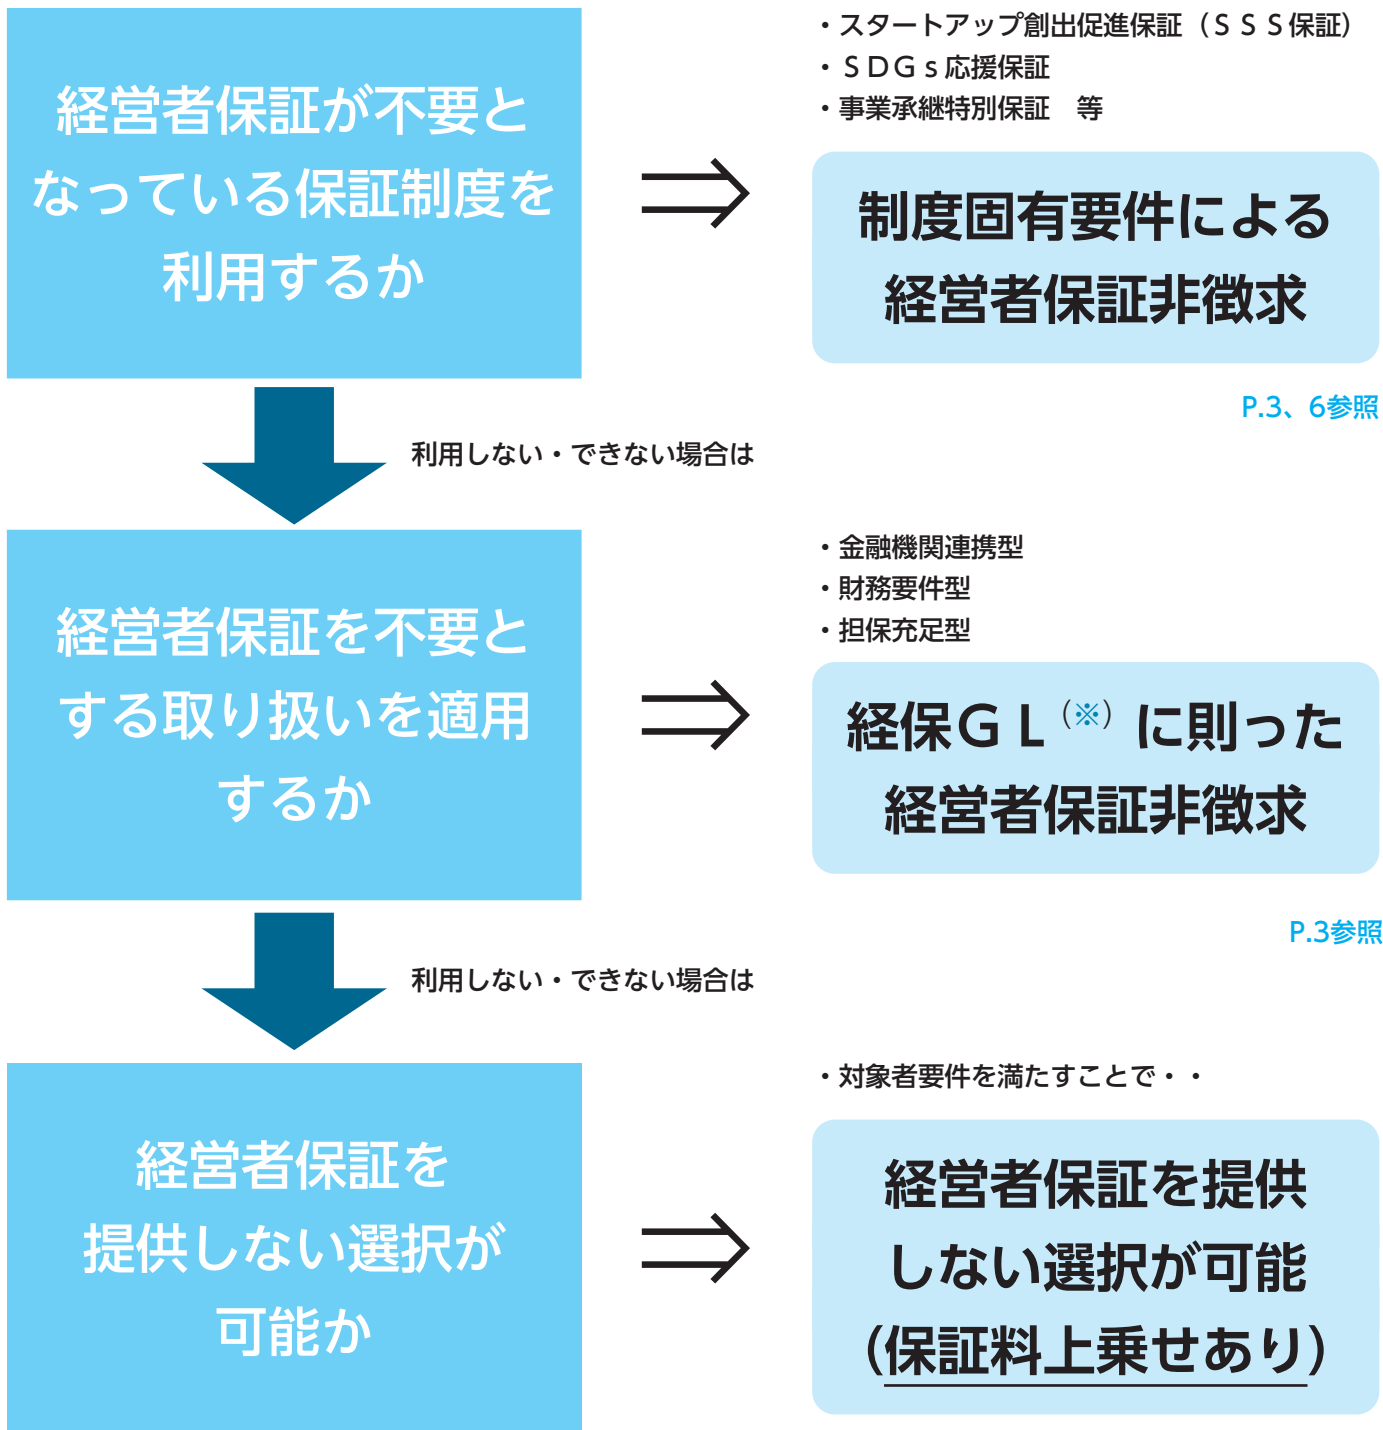 経営者保証が不要と
なっている保証制度を
利用するか
・スタートアップ創出促進保証（ＳＳＳ保証）
・ＳＤＧｓ応援保証
・事業承継特別保証　等
制度固有要件による
経営者保証非徴求
P.3、6参照
利用しない・できない場合は
経営者保証を不要と
する取り扱いを適用
するか
・金融機関連携型
・財務要件型
・担保充足型
経保ＧＬ（※）に則った
経営者保証非徴求
P.3参照
利用しない・できない場合は
経営者保証を
提供しない選択が
可能か
・対象者要件を満たすことで・・
経営者保証を提供
しない選択が可能
（保証料上乗せあり）